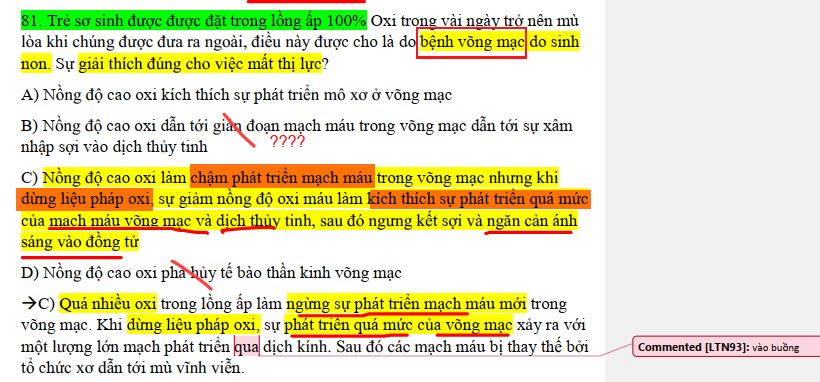 81. Trẻ sơ sinh được được đặt trong lồng ấp 100% Oxi trong vài ngày trở nên mù
lòa khi chúng được đưa ra ngoài, điều này được cho là do bệnh võng mạc do sinh
non. Sự giải thích đúng cho việc mất thị lực?
A) Nồng độ cao oxi kích thích sự phát triển mô xơ ở võng mạc
B) Nồng độ cao oxi dẫn tới gián đoạn mạch máu trong võng mạc dẫn tới sự xâm
nhập sợi vào dịch thủy tinh
????
C) Nồng độ cao oxi làm chậm phát triển mạch máu trong võng mạc nhưng khi
dừng liệu pháp oxi, sự giảm nồng độ oxi máu làm kích thích sự phát triển quá mức
của mach máu võng mạc và dịch thủy tinh, sau đó ngưng kết sợi và ngăn cản ánh
sáng vào đồng tử
D) Nồng độ cao oxi phá hủy tế bào thần kinh võng mạc
→C) Quá nhiều oxi trong lồng ấp làm ngừng sự phát triển mạch máu mới trong
võng mạc. Khi dừng liệu pháp oxi, sự phát triển quá mức của võng mạc xảy ra với
một lượng lớn mạch phát triển qua dịch kính. Sau đó các mạch máu bị thay thế bởi
tổ chức xơ dẫn tới mù vĩnh viễn.
Commented [LTN93]: vào buồng